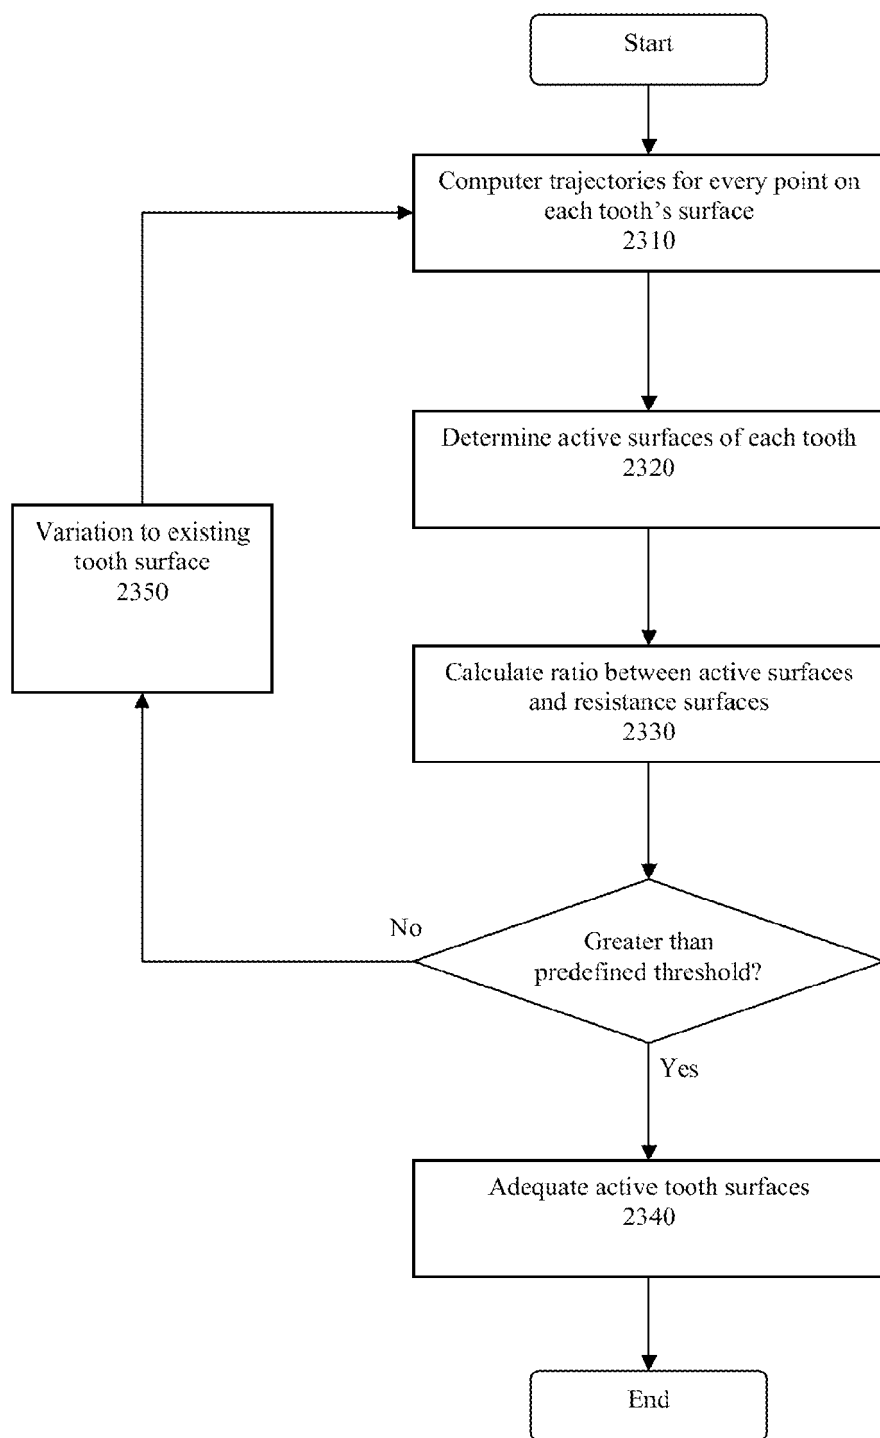 Start
Computer trajectories for every point on
each tooth's surface
2310
Determine active surfaces of each tooth
2320
Variation to existing
tooth surface
2350
Calculate ratio between active surfaces
and resistance surfaces
2330
No
Greater than
predefined threshold?
Yes
Adequate active tooth surfaces
2340
End